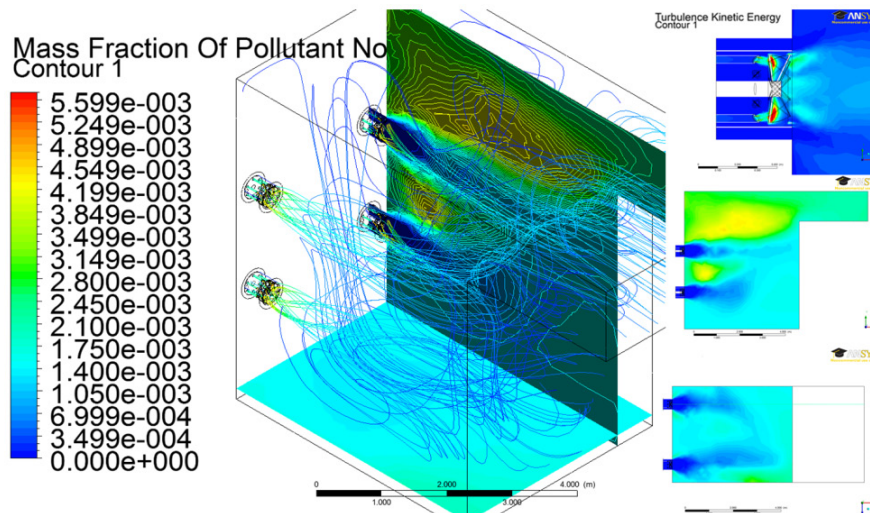 Mass Fraction Of Pollutant No
Contour 1
5.599e-003
5.249e-003
4.899e-003
4.549e-003
4.199e-003
3.849e-003
3.499e-003
3.149e-003
2.800e-003
2.450e-003
2.100e-003
1.750e-003
1.400e-003
1.050e-003
6.999e-004
3.499e-004
0.000e+000
0
2.000
4.000 (m)
1.000
3.000
Turbulence Kinetic Energy
Contour 1
ANSY
ANSY
ANSY